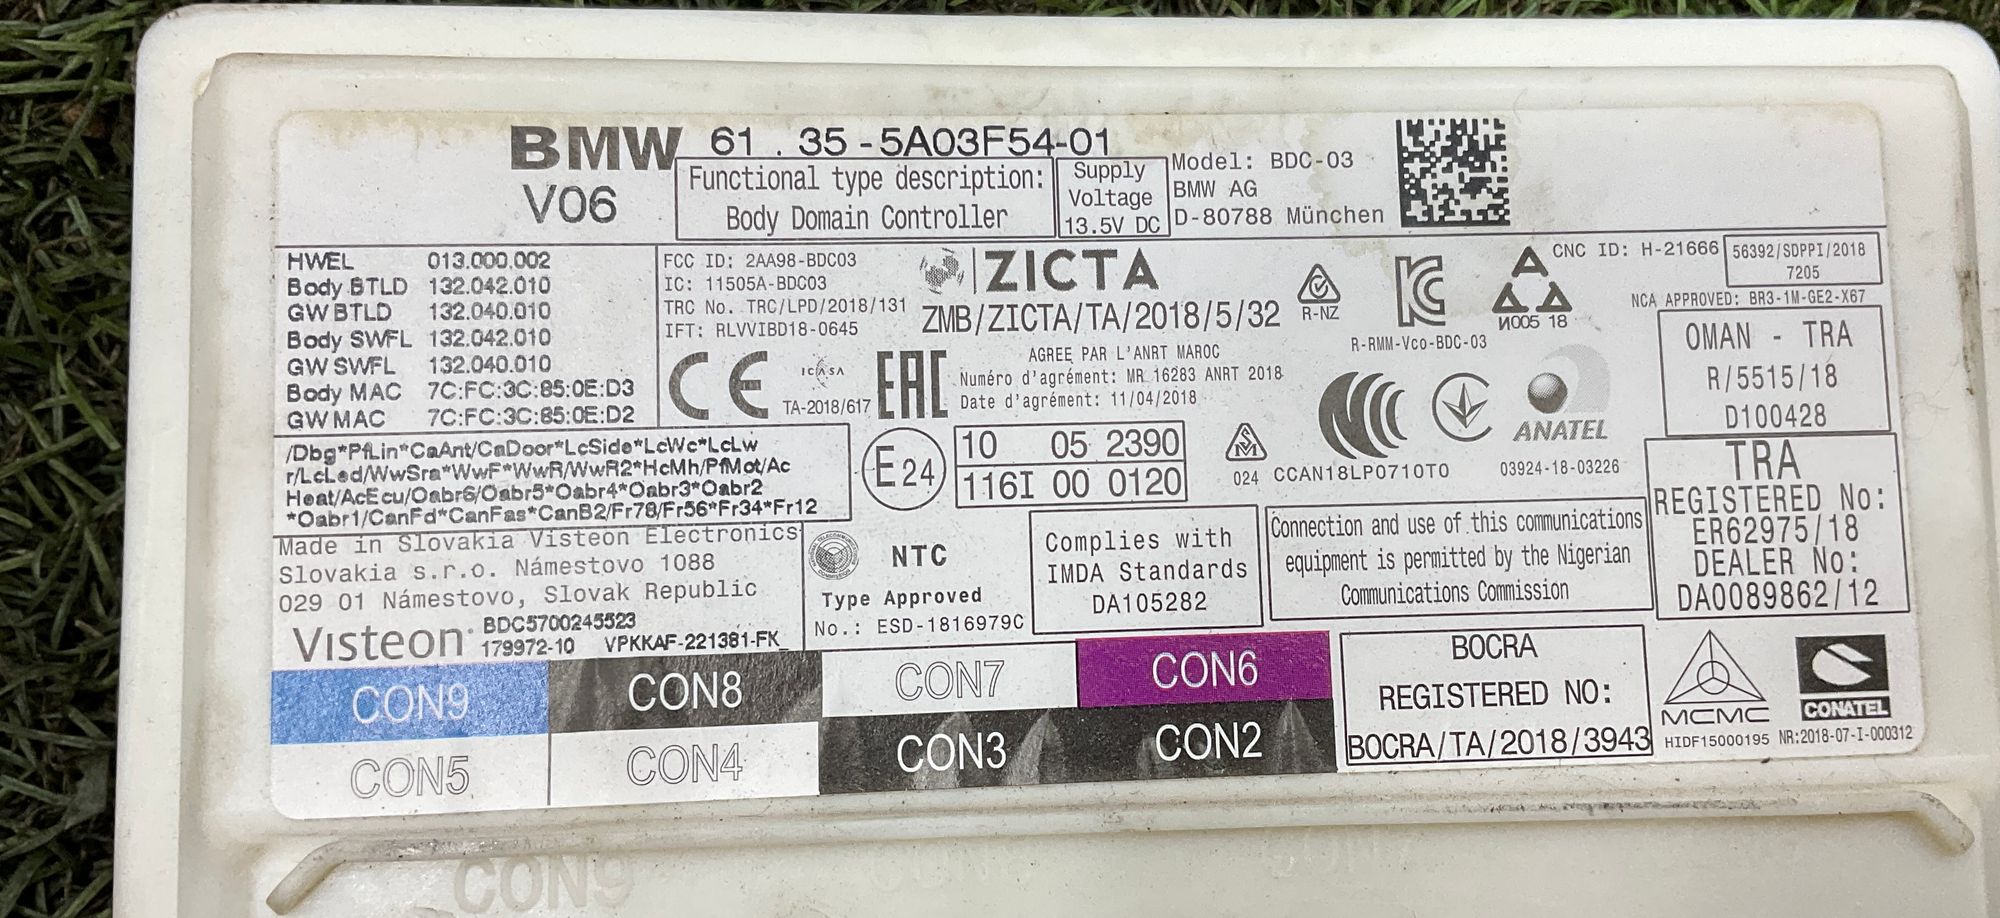 BMW 61 . 35 - 5A03F54-01
V06
Functional type description:
Body Domain Controller
Supply
Voltage
13.5V DC
Model: BDC-03
BMW AG
D-80788 München
HWEL 013.000.002
Body BTLD 132.042.010
GW BTLD 132.040.010
Body SWFL 132.042.010
GW SWFL 132.040.010
Body MAC 7C:FC:3C:85:0E:D3
GW MAC 7C:FC:3C:85:0E:D2
FCC ID: 2AA98-BDC03
IC: 11505A-BDC03
TRC No. TRC/LPD/2018/131
IFT: RLVVIBD18-0645
ZICTA
ZMB/ZICTA/TA/2018/5/32
R-NZ
R-RMM-Vco-BDC-03
И005 18
CNC ID: H-21666
56392/SDPPI/2018
7205
NCA APPROVED: BR3-1M-GE2-X67
CE
ICASA
TA-2018/617
EAC
AGREE PAR L'ANRT MAROC
Numéro d'agrément: MR 16283 ANRT 2018
Date d'agrément: 11/04/2018
OMAN - TRA
R/5515/18
D100428
/Dbg*PfLin*CaAnt/CaDoor*LcSide*LcWc*LcLw
r/LcLed/WwSra*WwF*WwR/WwR2*HcMh/PfMot/Ac
Heat/AcEcu/Oabr6/Oabr5*Oabr4*Oabr3*Oabr2
*Oabr1/CanFd*CanFas*CanB2/Fr78/Fr56*Fr34*Fr12
E24
10 05 2390
116I 00 0120
024
CCAN18LP0710T0
ANATEL
03924-18-03226
TRA
REGISTERED No:
ER62975/18
DEALER No:
DA0089862/12
Made in Slovakia Visteon Electronics
Slovakia s.r.o. Námestovo 1088
029 01 Námestovo, Slovak Republic
Visteon
BDC5700245523
179972-10 VPKKAF-221381-FK_
NTC
Type Approved
No.: ESD-1816979C
Complies with
IMDA Standards
DA105282
Connection and use of this communications
equipment is permitted by the Nigerian
Communications Commission
CON9 CON8 CON7 CON6
CON5 CON4 CON3 CON2
BOCRA
REGISTERED NO:
BOCRA/TA/2018/3943
MCMC
HIDF15000195
CONATEL
NR:2018-07-I-000312
CON9